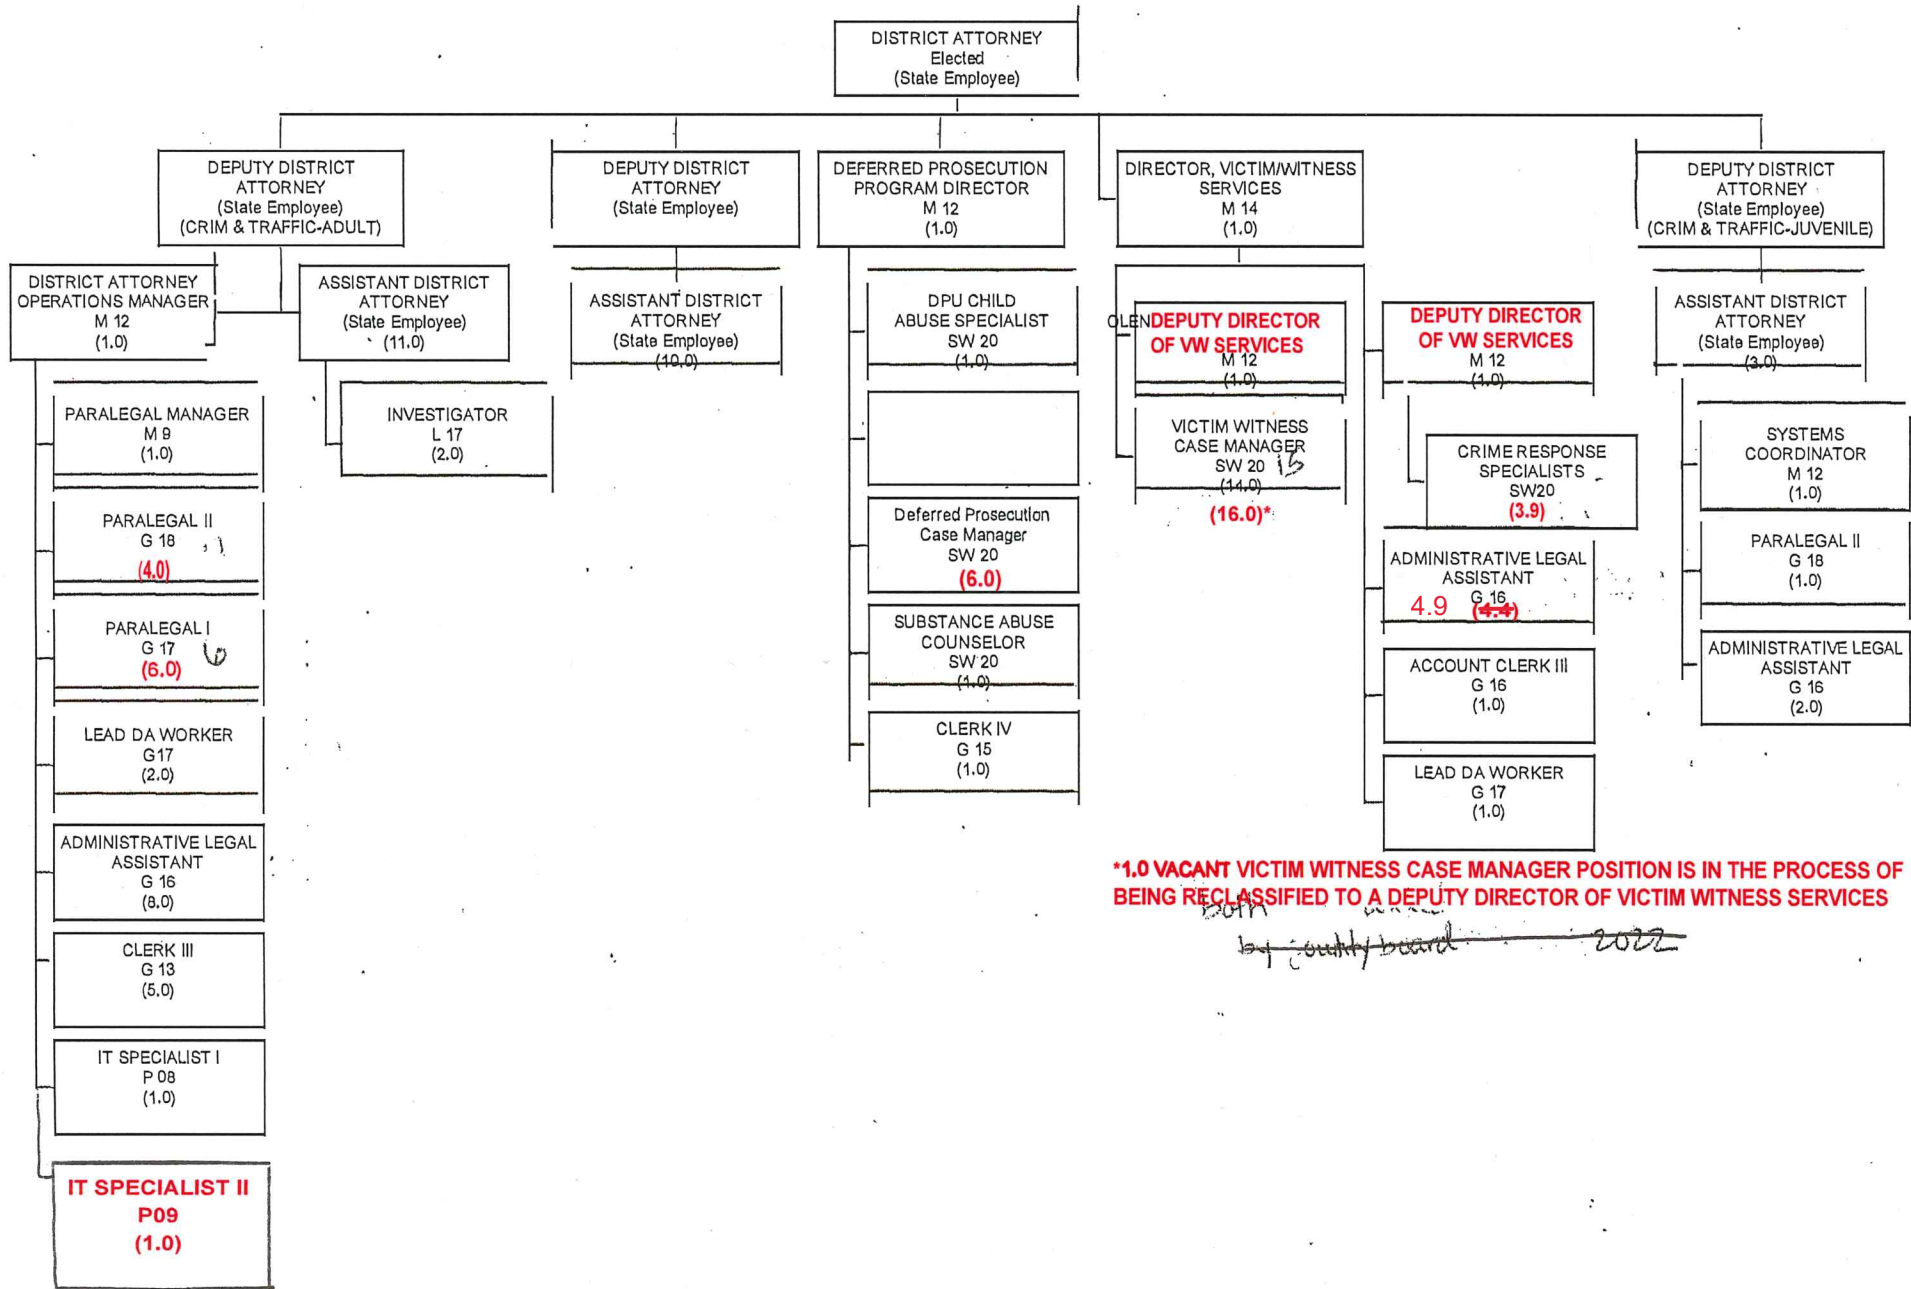 DISTRICT ATTORNEY
Elected
(State Employee)
DEPUTY DISTRICT
ATTORNEY
(State Employee)
(CRIM & TRAFFIC-ADULT)
DISTRICT ATTORNEY
OPERATIONS MANAGER
M 12
(1.0)
PARALEGAL MANAGER
M 9
(1.0)
PARALEGAL II
G 18
(4.0)
PARALEGAL I
G 17 6
(6.0)
LEAD DA WORKER
G17
(2.0)
ADMINISTRATIVE LEGAL
ASSISTANT
G 16
(8.0)
CLERK III
G 13
(5.0)
IT SPECIALIST I
P 08
(1.0)
IT SPECIALIST II
P09
(1.0)
ASSISTANT DISTRICT
ATTORNEY
(State Employee)
(11.0)
INVESTIGATOR
L 17
(2.0)
DEPUTY DISTRICT
ATTORNEY
(State Employee)
ASSISTANT DISTRICT
ATTORNEY
(State Employee)
(10.0)
DEFERRED PROSECUTION
PROGRAM DIRECTOR
M 12
(1.0)
DPU CHILD
ABUSE SPECIALIST
SW 20
(1.0)
Deferred Prosecution
Case Manager
SW 20
(6.0)
SUBSTANCE ABUSE
COUNSELOR
SW 20
(1.0)
CLERK IV
G 15
(1.0)
DIRECTOR, VICTIM/WITNESS
SERVICES
M 14
(1.0)
OLEN DEPUTY DIRECTOR
OF VW SERVICES
M 12
(1.0)
VICTIM WITNESS
CASE MANAGER
SW 20 15
(11.0)
(16.0)*
DEPUTY DIRECTOR
OF VW SERVICES
M 12
(1.0)
CRIME RESPONSE
SPECIALISTS
SW20
(3.9)
ADMINISTRATIVE LEGAL
ASSISTANT
G 16
4.9 (4.4)
ACCOUNT CLERK III
G 16
(1.0)
LEAD DA WORKER
G 17
(1.0)
DEPUTY DISTRICT
ATTORNEY
(State Employee)
(CRIM & TRAFFIC-JUVENILE)
ASSISTANT DISTRICT
ATTORNEY
(State Employee)
(3.0)
SYSTEMS
COORDINATOR
M 12
(1.0)
PARALEGAL II
G 18
(1.0)
ADMINISTRATIVE LEGAL
ASSISTANT
G 16
(2.0)
*1.0 VACANT VICTIM WITNESS CASE MANAGER POSITION IS IN THE PROCESS OF
BEING RECLASSIFIED TO A DEPUTY DIRECTOR OF VICTIM WITNESS SERVICES
Both
by county board 2022